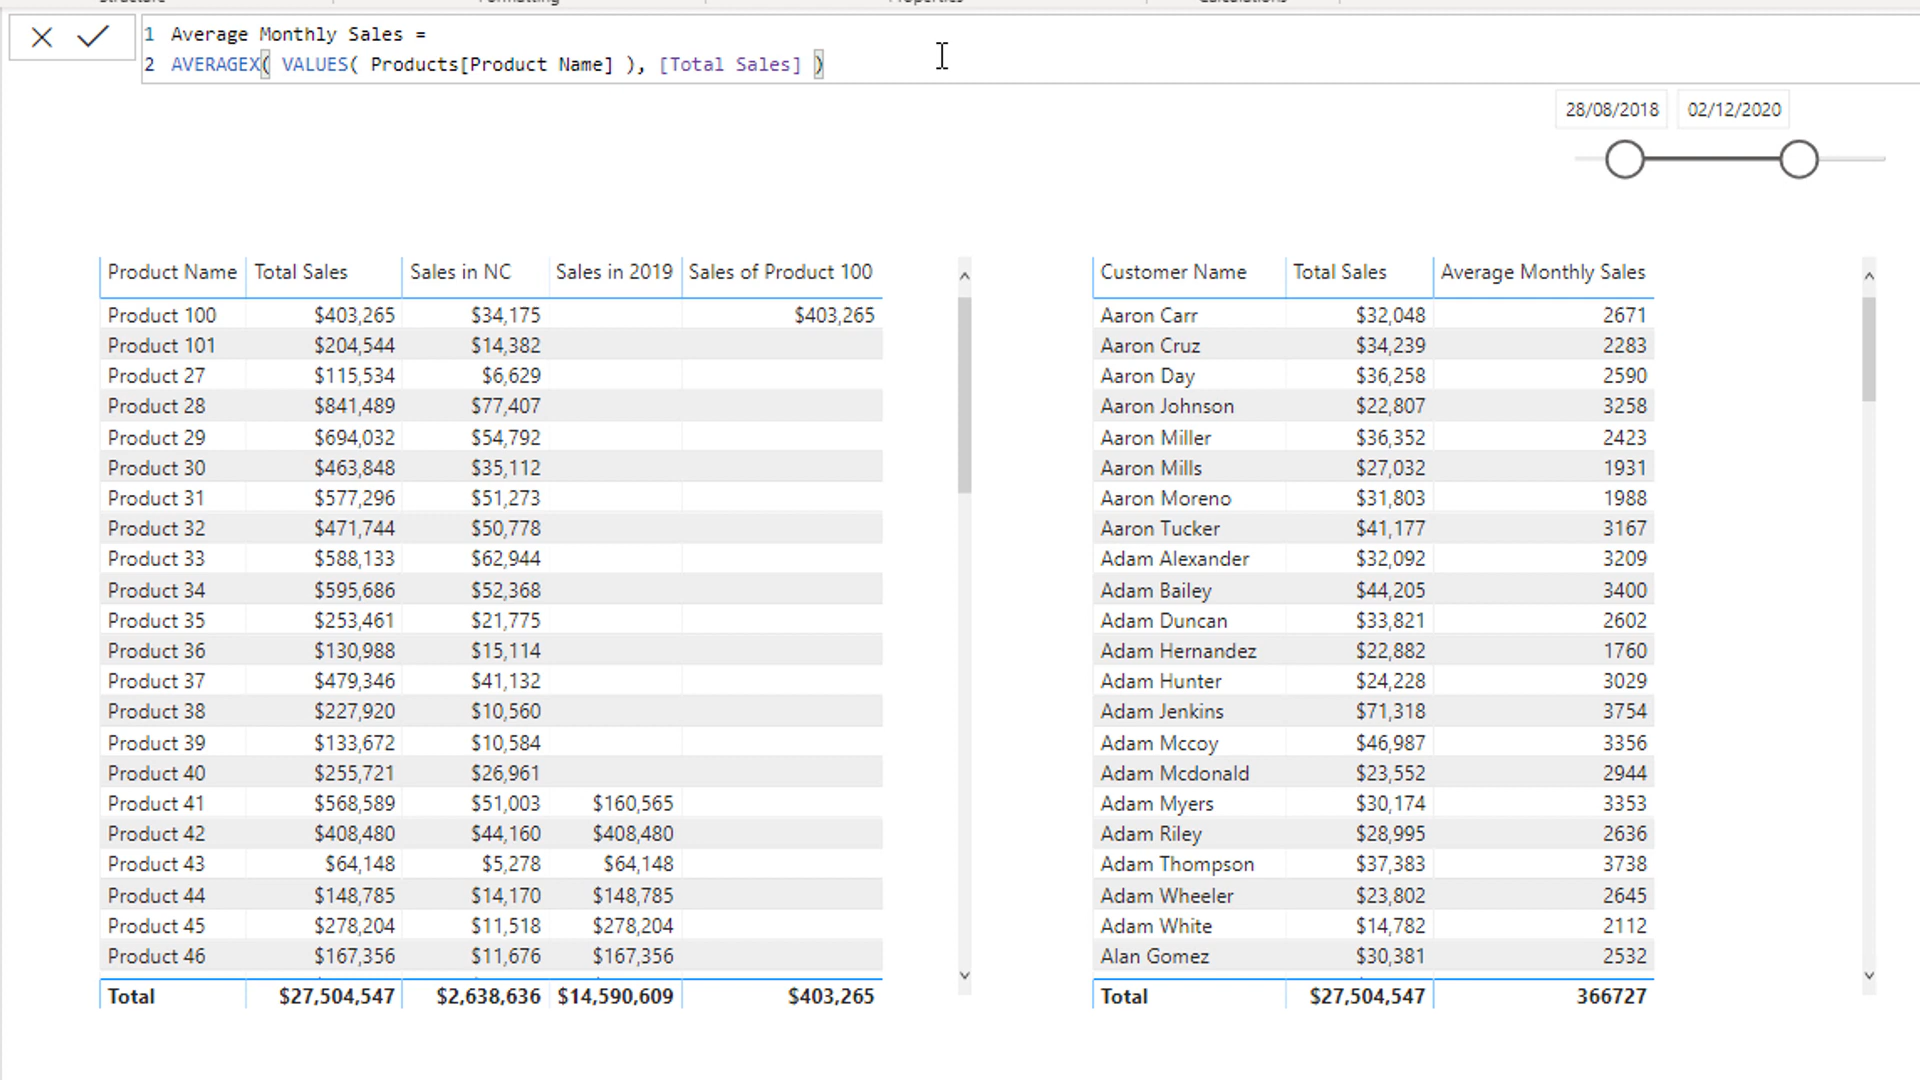 Structure Formatting Properties Calculations
1 Average Monthly Sales =
2 AVERAGEX( VALUES( Products[Product Name] ), [Total Sales] )
28/08/2018 02/12/2020
Product Name Total Sales Sales in NC Sales in 2019 Sales of Product 100
Product 100 $403,265 $34,175 $403,265
Product 101 $204,544 $14,382
Product 27 $115,534 $6,629
Product 28 $841,489 $77,407
Product 29 $694,032 $54,792
Product 30 $463,848 $35,112
Product 31 $577,296 $51,273
Product 32 $471,744 $50,778
Product 33 $588,133 $62,944
Product 34 $595,686 $52,368
Product 35 $253,461 $21,775
Product 36 $130,988 $15,114
Product 37 $479,346 $41,132
Product 38 $227,920 $10,560
Product 39 $133,672 $10,584
Product 40 $255,721 $26,961
Product 41 $568,589 $51,003 $160,565
Product 42 $408,480 $44,160 $408,480
Product 43 $64,148 $5,278 $64,148
Product 44 $148,785 $14,170 $148,785
Product 45 $278,204 $11,518 $278,204
Product 46 $167,356 $11,676 $167,356
Total $27,504,547 $2,638,636 $14,590,609 $403,265
Customer Name Total Sales Average Monthly Sales
Aaron Carr $32,048 2671
Aaron Cruz $34,239 2283
Aaron Day $36,258 2590
Aaron Johnson $22,807 3258
Aaron Miller $36,352 2423
Aaron Mills $27,032 1931
Aaron Moreno $31,803 1988
Aaron Tucker $41,177 3167
Adam Alexander $32,092 3209
Adam Bailey $44,205 3400
Adam Duncan $33,821 2602
Adam Hernandez $22,882 1760
Adam Hunter $24,228 3029
Adam Jenkins $71,318 3754
Adam Mccoy $46,987 3356
Adam Mcdonald $23,552 2944
Adam Myers $30,174 3353
Adam Riley $28,995 2636
Adam Thompson $37,383 3738
Adam Wheeler $23,802 2645
Adam White $14,782 2112
Alan Gomez $30,381 2532
Total $27,504,547 366727